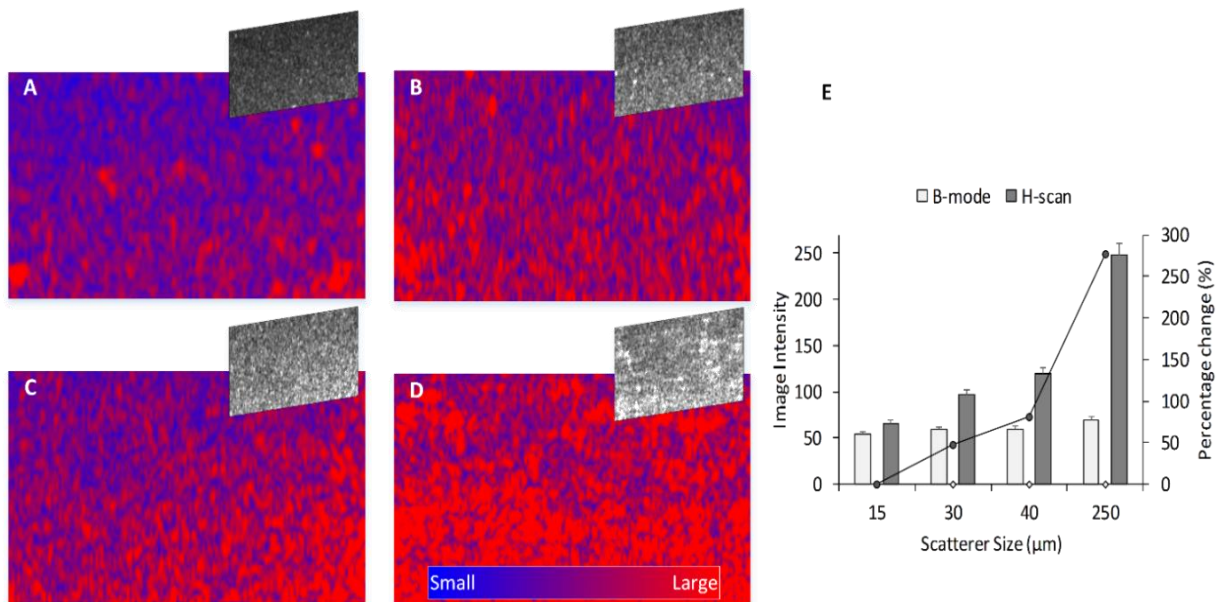 A
B
C
D
Small
Large
E
B-mode
H-scan
Image Intensity
250
200
150
100
50
0
Percentage change (%)
300
250
200
150
100
50
0
15
30
40
250
Scatterer Size (μm)